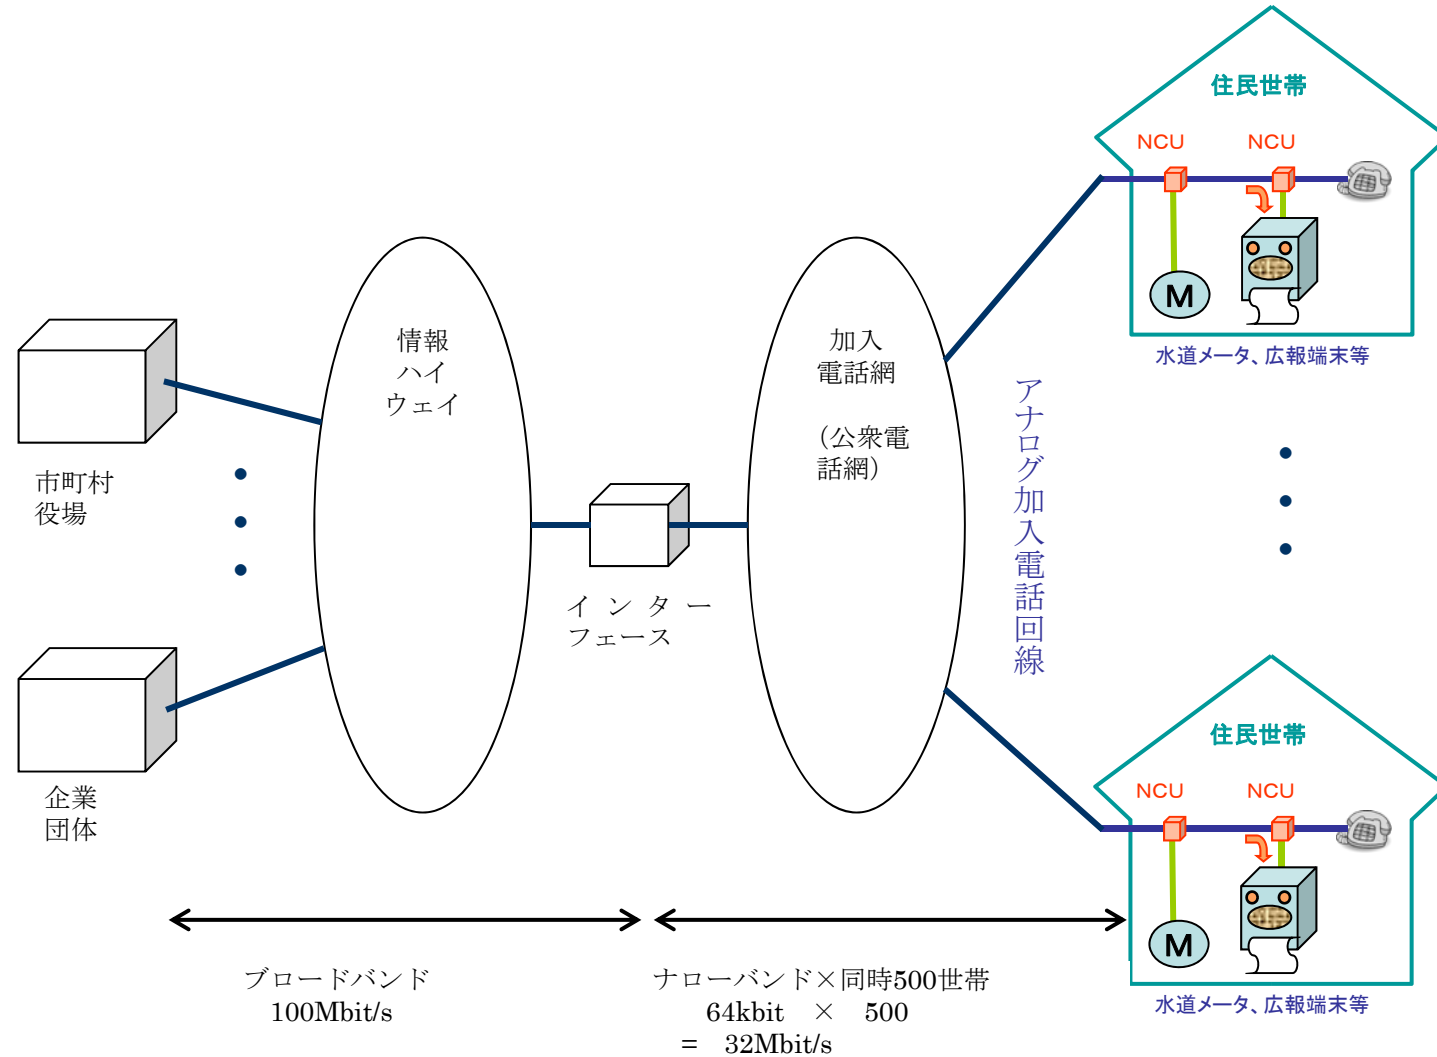 住民世帯
NCU NCU
M
水道メータ、広報端末等
情報
ハイ
ウェイ
加入
電話網
（公衆電
話網）
アナログ加入電話回線
市町村
役場
インター
フェース
企業
団体
住民世帯
NCU NCU
M
水道メータ、広報端末等
ブロードバンド
100Mbit/s
ナローバンド×同時500世帯
64kbit × 500
= 32Mbit/s